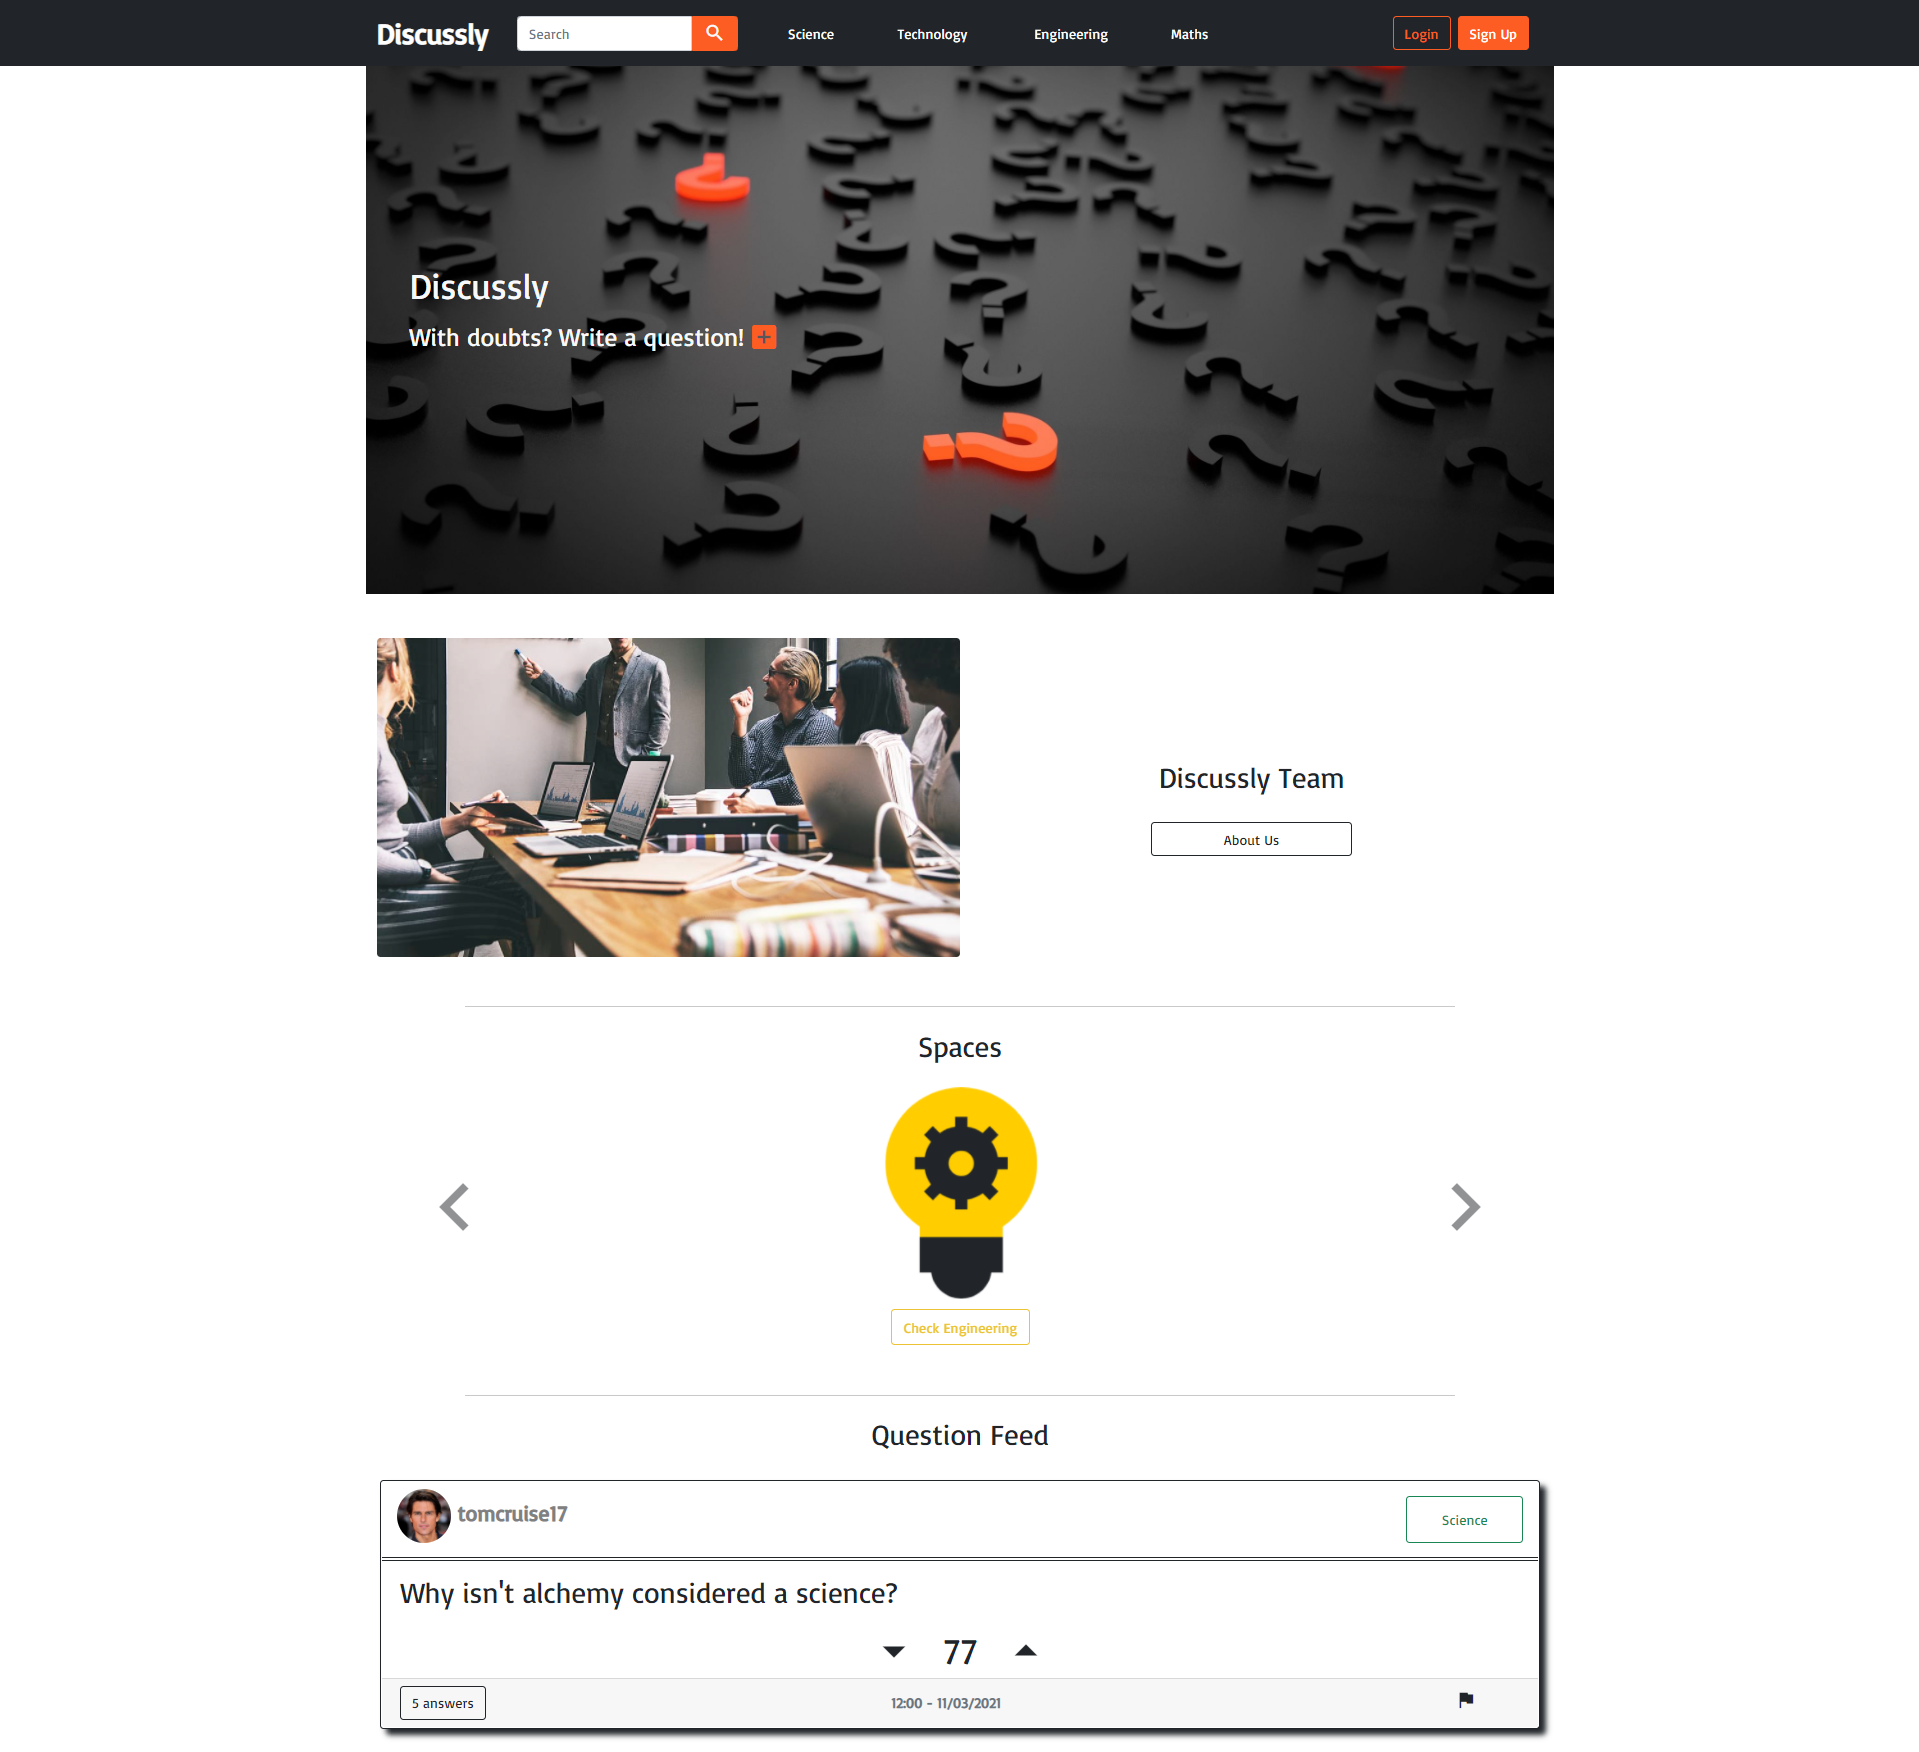 Discussly
Search
Science
Technology
Engineering
Maths
Login
Sign Up
Discussly
With doubts? Write a question!
Discussly Team
About Us
Spaces
Check Engineering
Question Feed
tomcruise17
Science
Why isn't alchemy considered a science?
77
5 answers
12:00 - 11/03/2021